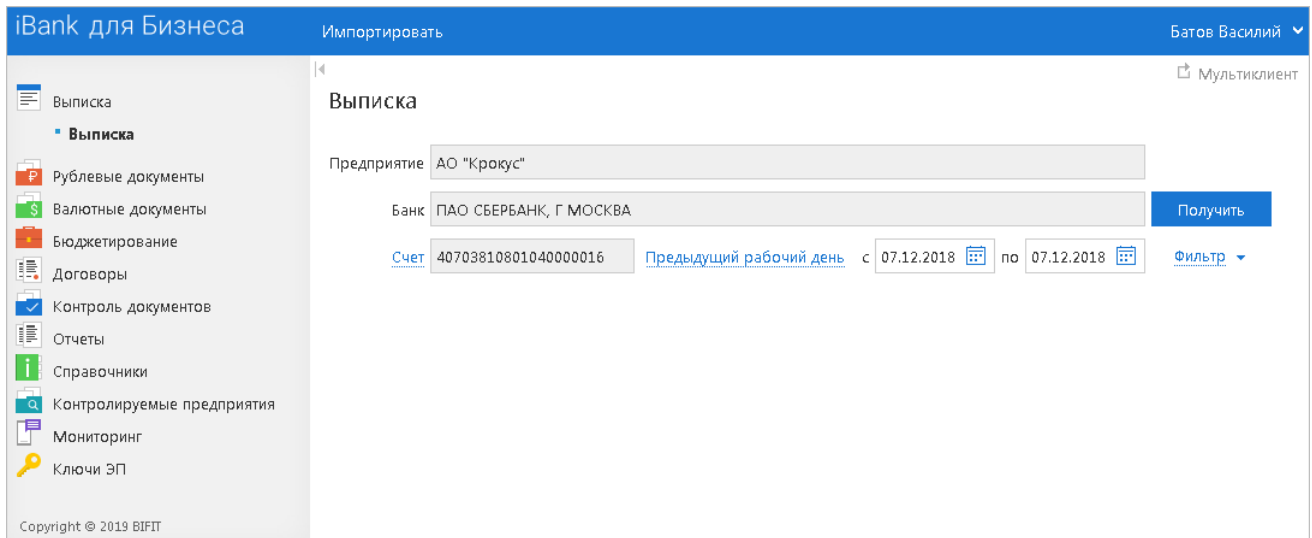 iBank для Бизнеса
Импортировать
Батов Василий
Мультиклиент
Выписка
Выписка
Рублевые документы
Валютные документы
Бюджетирование
Договоры
Контроль документов
Отчеты
Справочники
Контролируемые предприятия
Мониторинг
Ключи ЭП
Copyright © 2019 BIFIT
Выписка
Предприятие АО "Крокус"
Банк ПАО СБЕРБАНК, Г МОСКВА Получить
Счет 40703810801040000016 Предыдущий рабочий день с 07.12.2018 по 07.12.2018 Фильтр